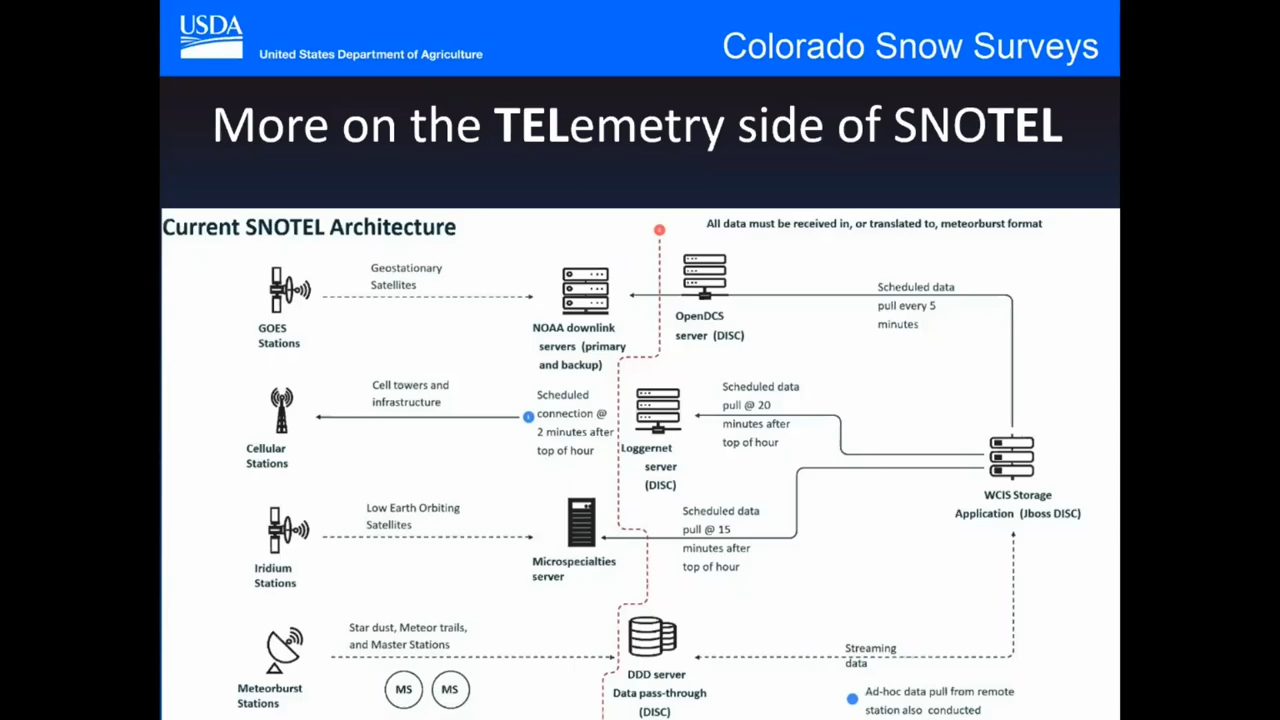 USDA
United States Department of Agriculture
Colorado Snow Surveys
More on the TELemetry side of SNOTEL
Current SNOTEL Architecture
All data must be received in, or translated to, meteorburst format
Geostationary
Satellites
GOES
Stations
NOAA downlink
servers (primary
and backup)
OpenDCS
server (DISC)
Scheduled data
pull every 5
minutes
Cell towers and
infrastructure
Cellular
Stations
Scheduled
connection @
2 minutes after
top of hour
Loggernet
server
(DISC)
Scheduled data
pull @ 20
minutes after
top of hour
WCIS Storage
Application (Jboss DISC)
Low Earth Orbiting
Satellites
Iridium
Stations
Microspecialties
server
Scheduled data
pull @ 15
minutes after
top of hour
Star dust, Meteor trails,
and Master Stations
Meteorburst
Stations
MS
MS
DDD server
Data pass-through
(DISC)
Streaming
data
Ad-hoc data pull from remote
station also conducted